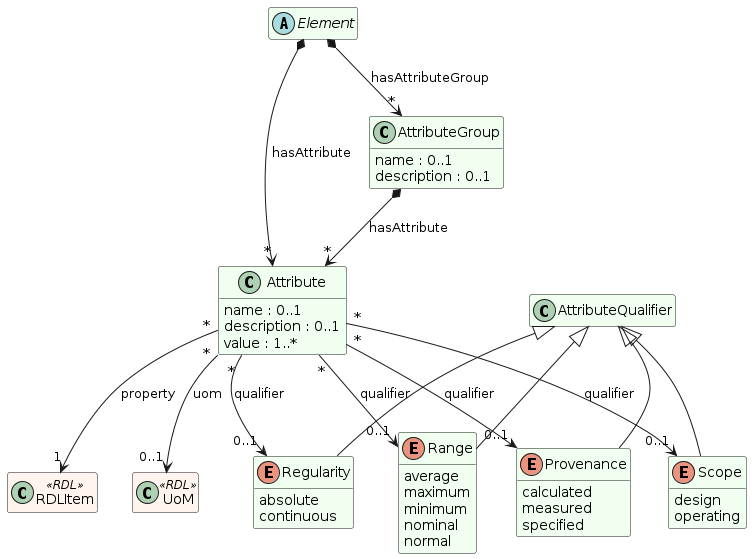 A Element
hasAttributeGroup
*
C AttributeGroup
name : 0..1
description : 0..1
hasAttribute
hasAttribute
*
*
C Attribute
name : 0..1
description : 0..1
value : 1..*
C AttributeQualifier
*
*
*
*
*
*
property
uom
qualifier
qualifier
qualifier
qualifier
1
0..1
0..1
0..1
0..1
0..1
C «RDL»
RDLItem
C «RDL»
UoM
E Regularity
absolute
continuous
E Range
average
maximum
minimum
nominal
normal
E Provenance
calculated
measured
specified
E Scope
design
operating